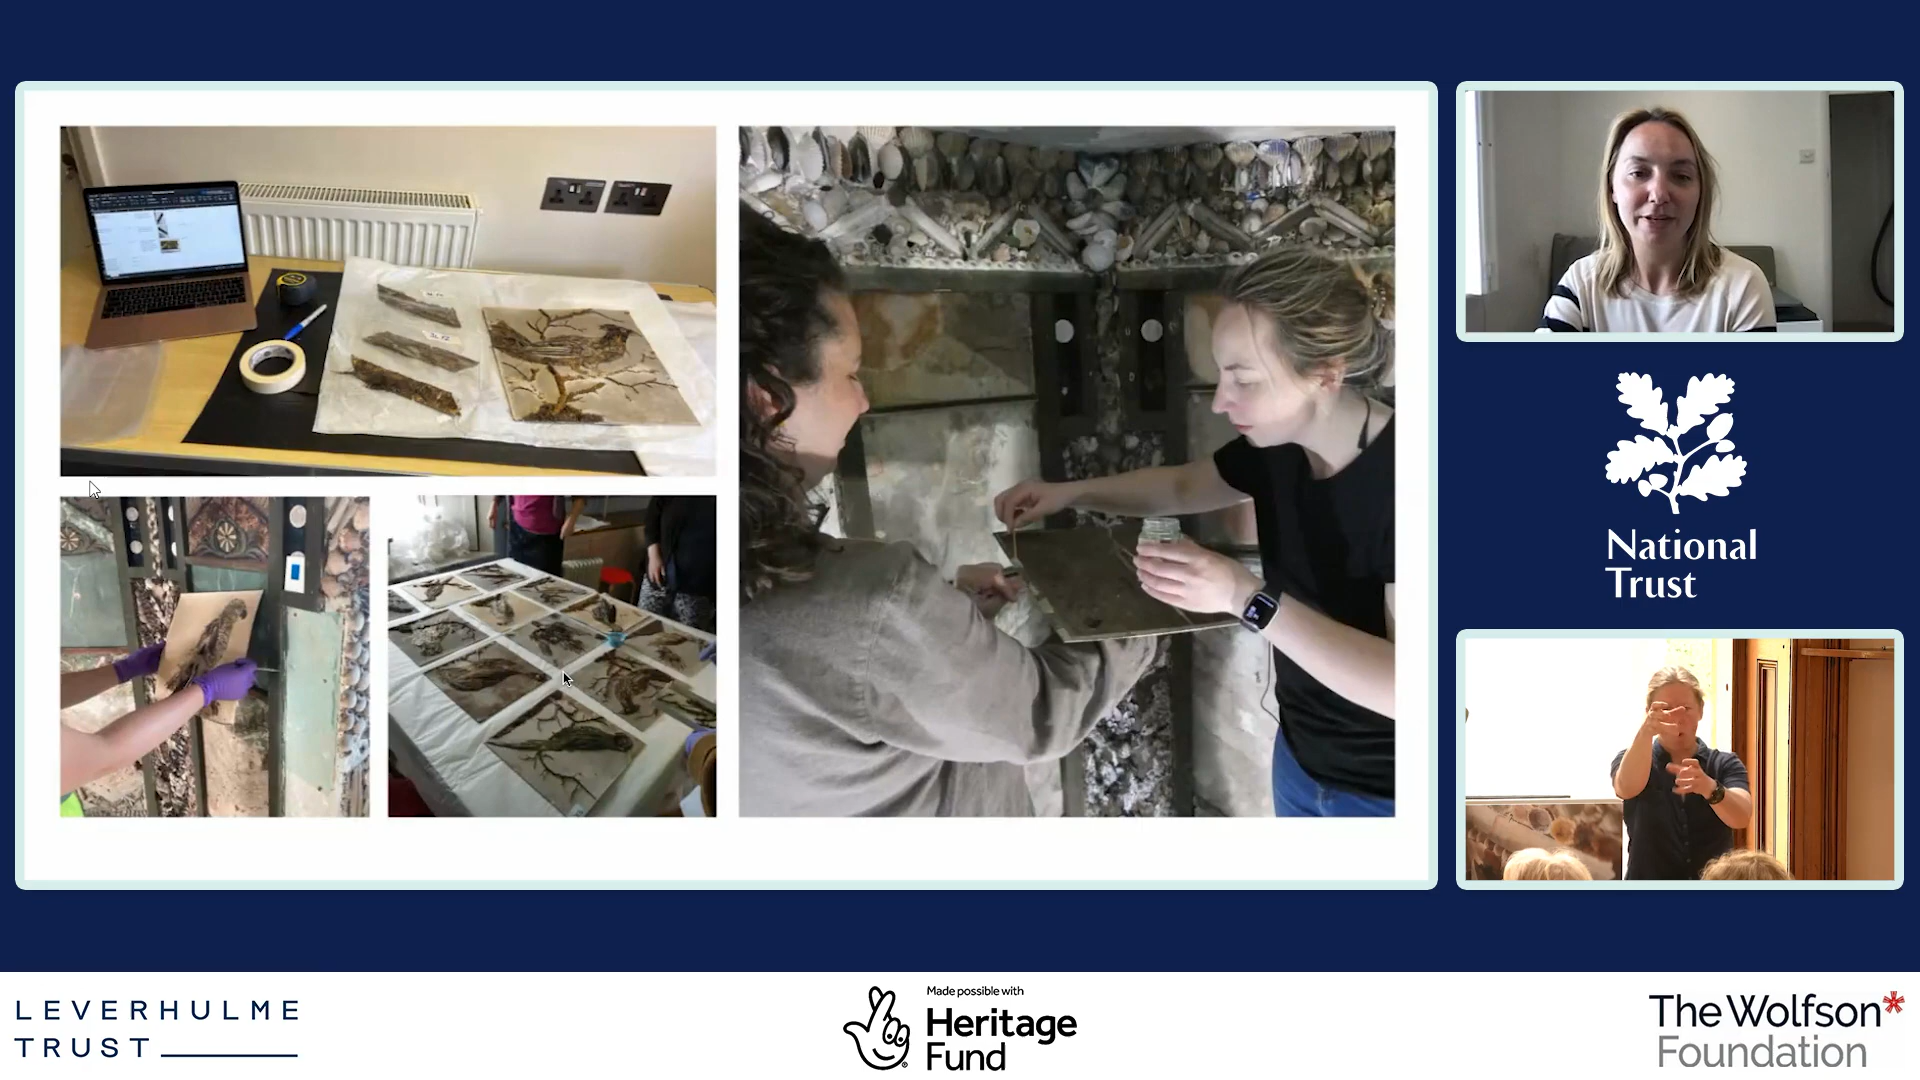 National
Trust
LEVERHULME
TRUST
Made possible with
Heritage
Fund
The Wolfson*
Foundation